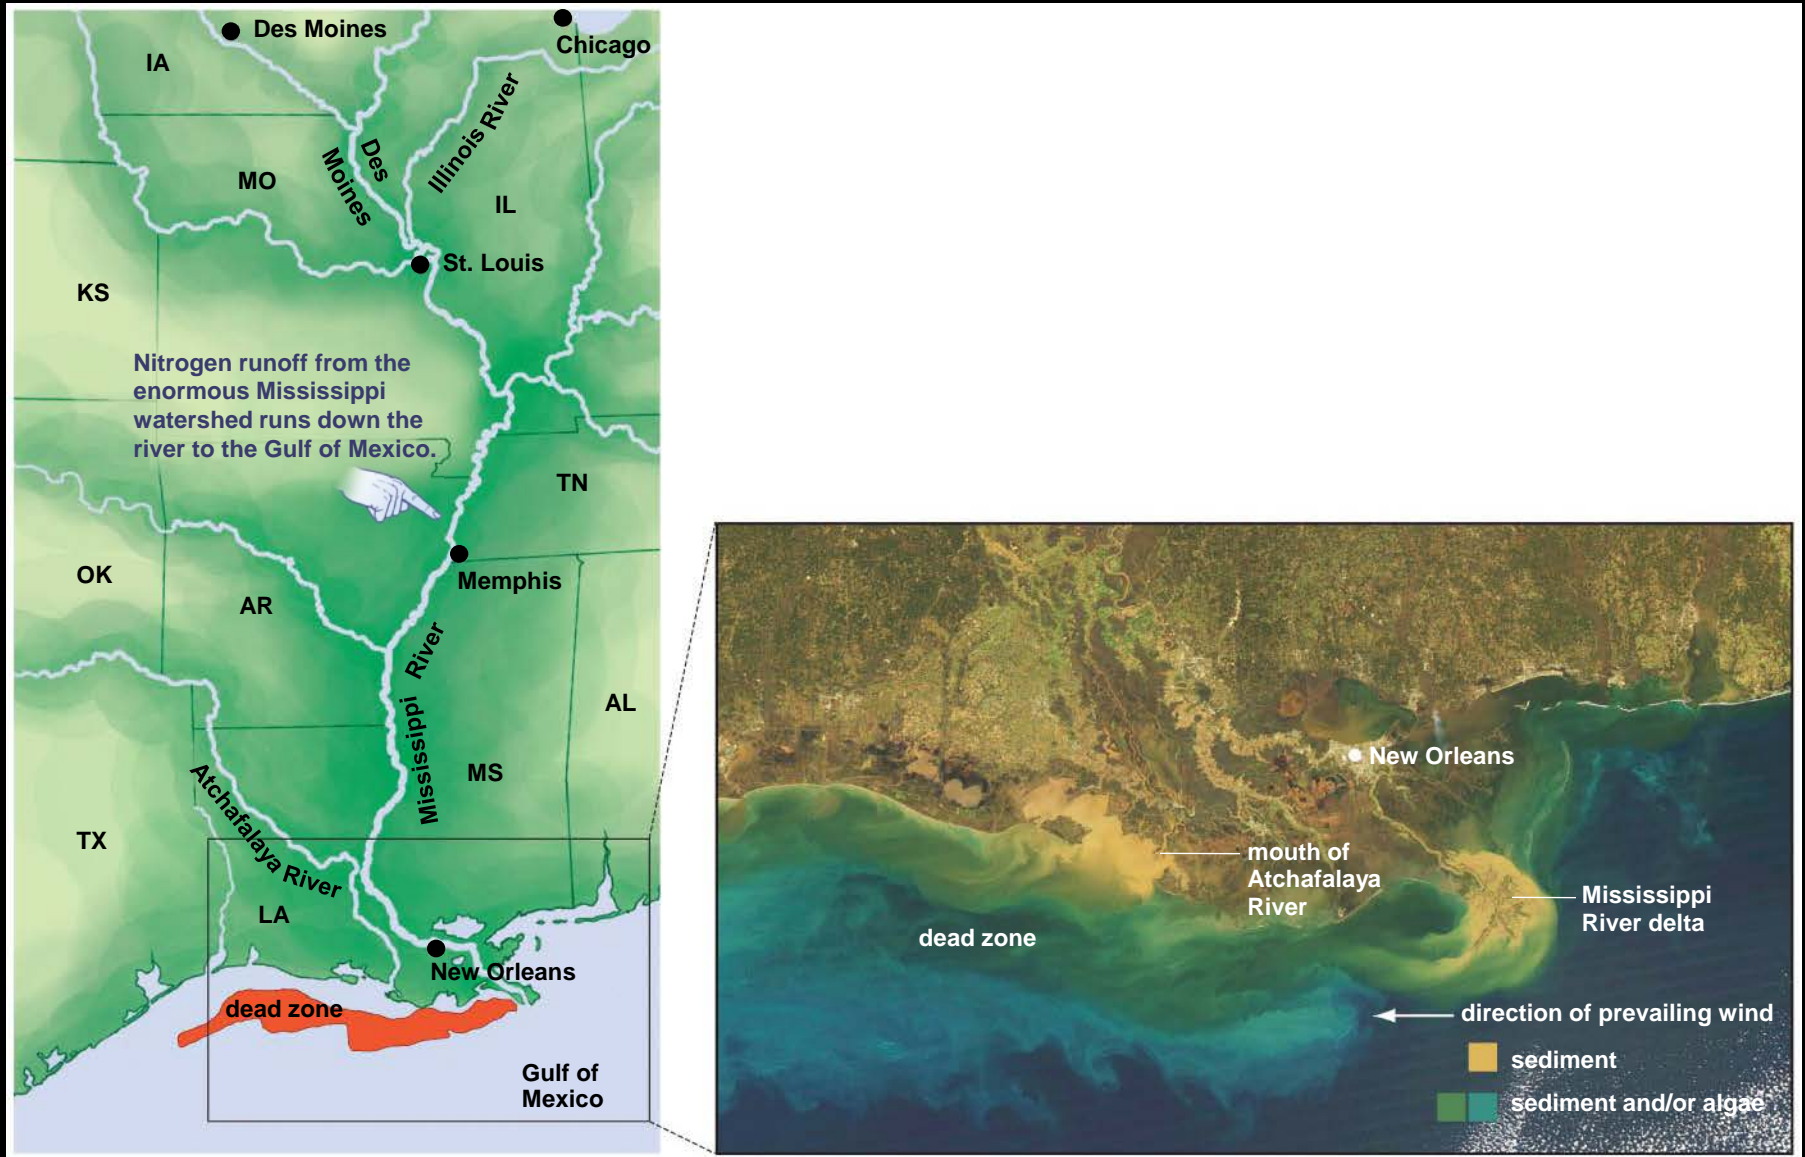 Des Moines
Chicago
IA
Illinois River
Des
Moines
MO
IL
St. Louis
KS
Nitrogen runoff from the
enormous Mississippi
watershed runs down the
river to the Gulf of Mexico.
TN
OK
Memphis
AR
Mississippi River
AL
MS
Atchafalaya River
TX
LA
New Orleans
dead zone
Gulf of
Mexico
New Orleans
mouth of
Atchafalaya
River
Mississippi
River delta
dead zone
direction of prevailing wind
sediment
sediment and/or algae